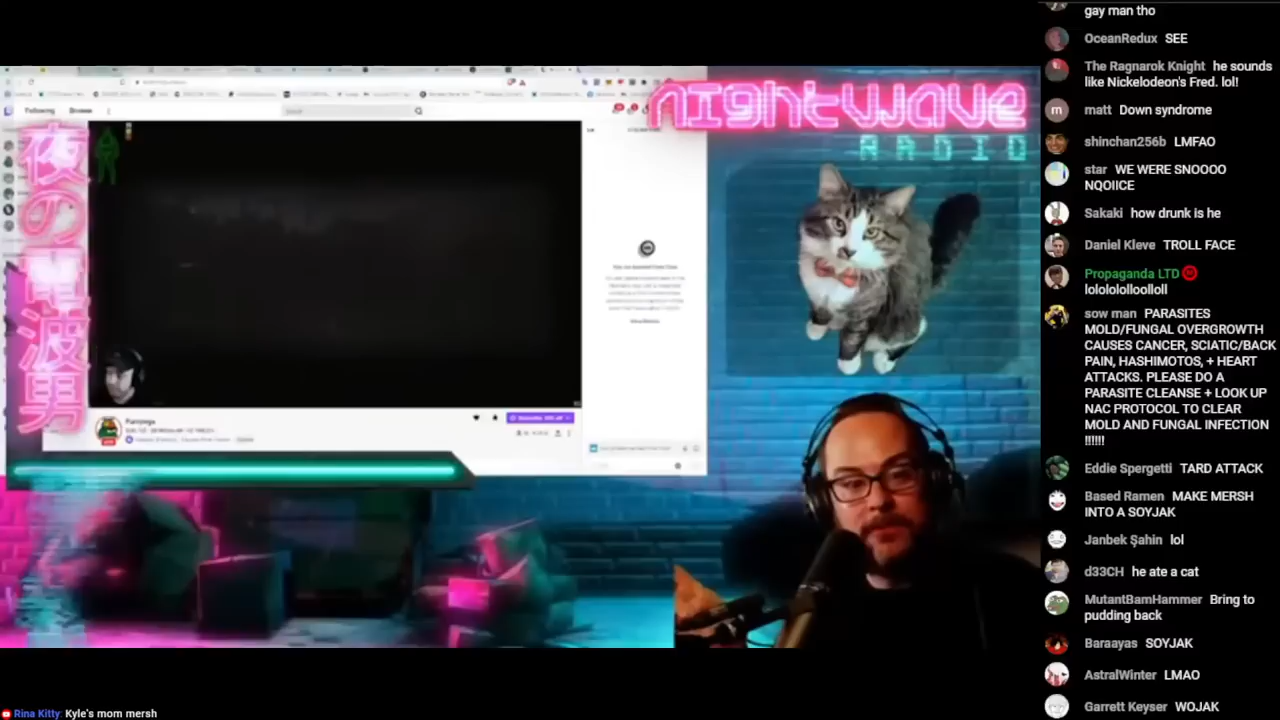 gay man tho
OceanRedux SEE
The Ragnarok Knight he sounds
like Nickelodeon's Fred. lol!
m
matt Down syndrome
shinchan256b LMFAO
star WE WERE SNOOOO
NQOIICE
Sakaki how drunk is he
Daniel Kleve TROLL FACE
Propaganda LTD
lolololoolloll
sow man PARASITES
MOLD/FUNGAL OVERGROWTH
CAUSES CANCER, SCIATIC/BACK
PAIN, HASHIMOTOS, + HEART
ATTACKS. PLEASE DO A
PARASITE CLEANSE + LOOK UP
NAC PROTOCOL TO CLEAR
MOLD AND FUNGAL INFECTION
!!!!!!
Eddie Spergetti TARD ATTACK
Based Ramen MAKE MERSH
INTO A SOYJAK
Janbek Şahin lol
d33CH he ate a cat
MutantBamHammer Bring to
pudding back
Baraayas SOYJAK
AstralWinter LMAO
Garrett Keyser WOJAK
NIGHTWAVE
RADIO
夜の電波男
Following
Browse
Rina Kitty: Kyle's mom mersh